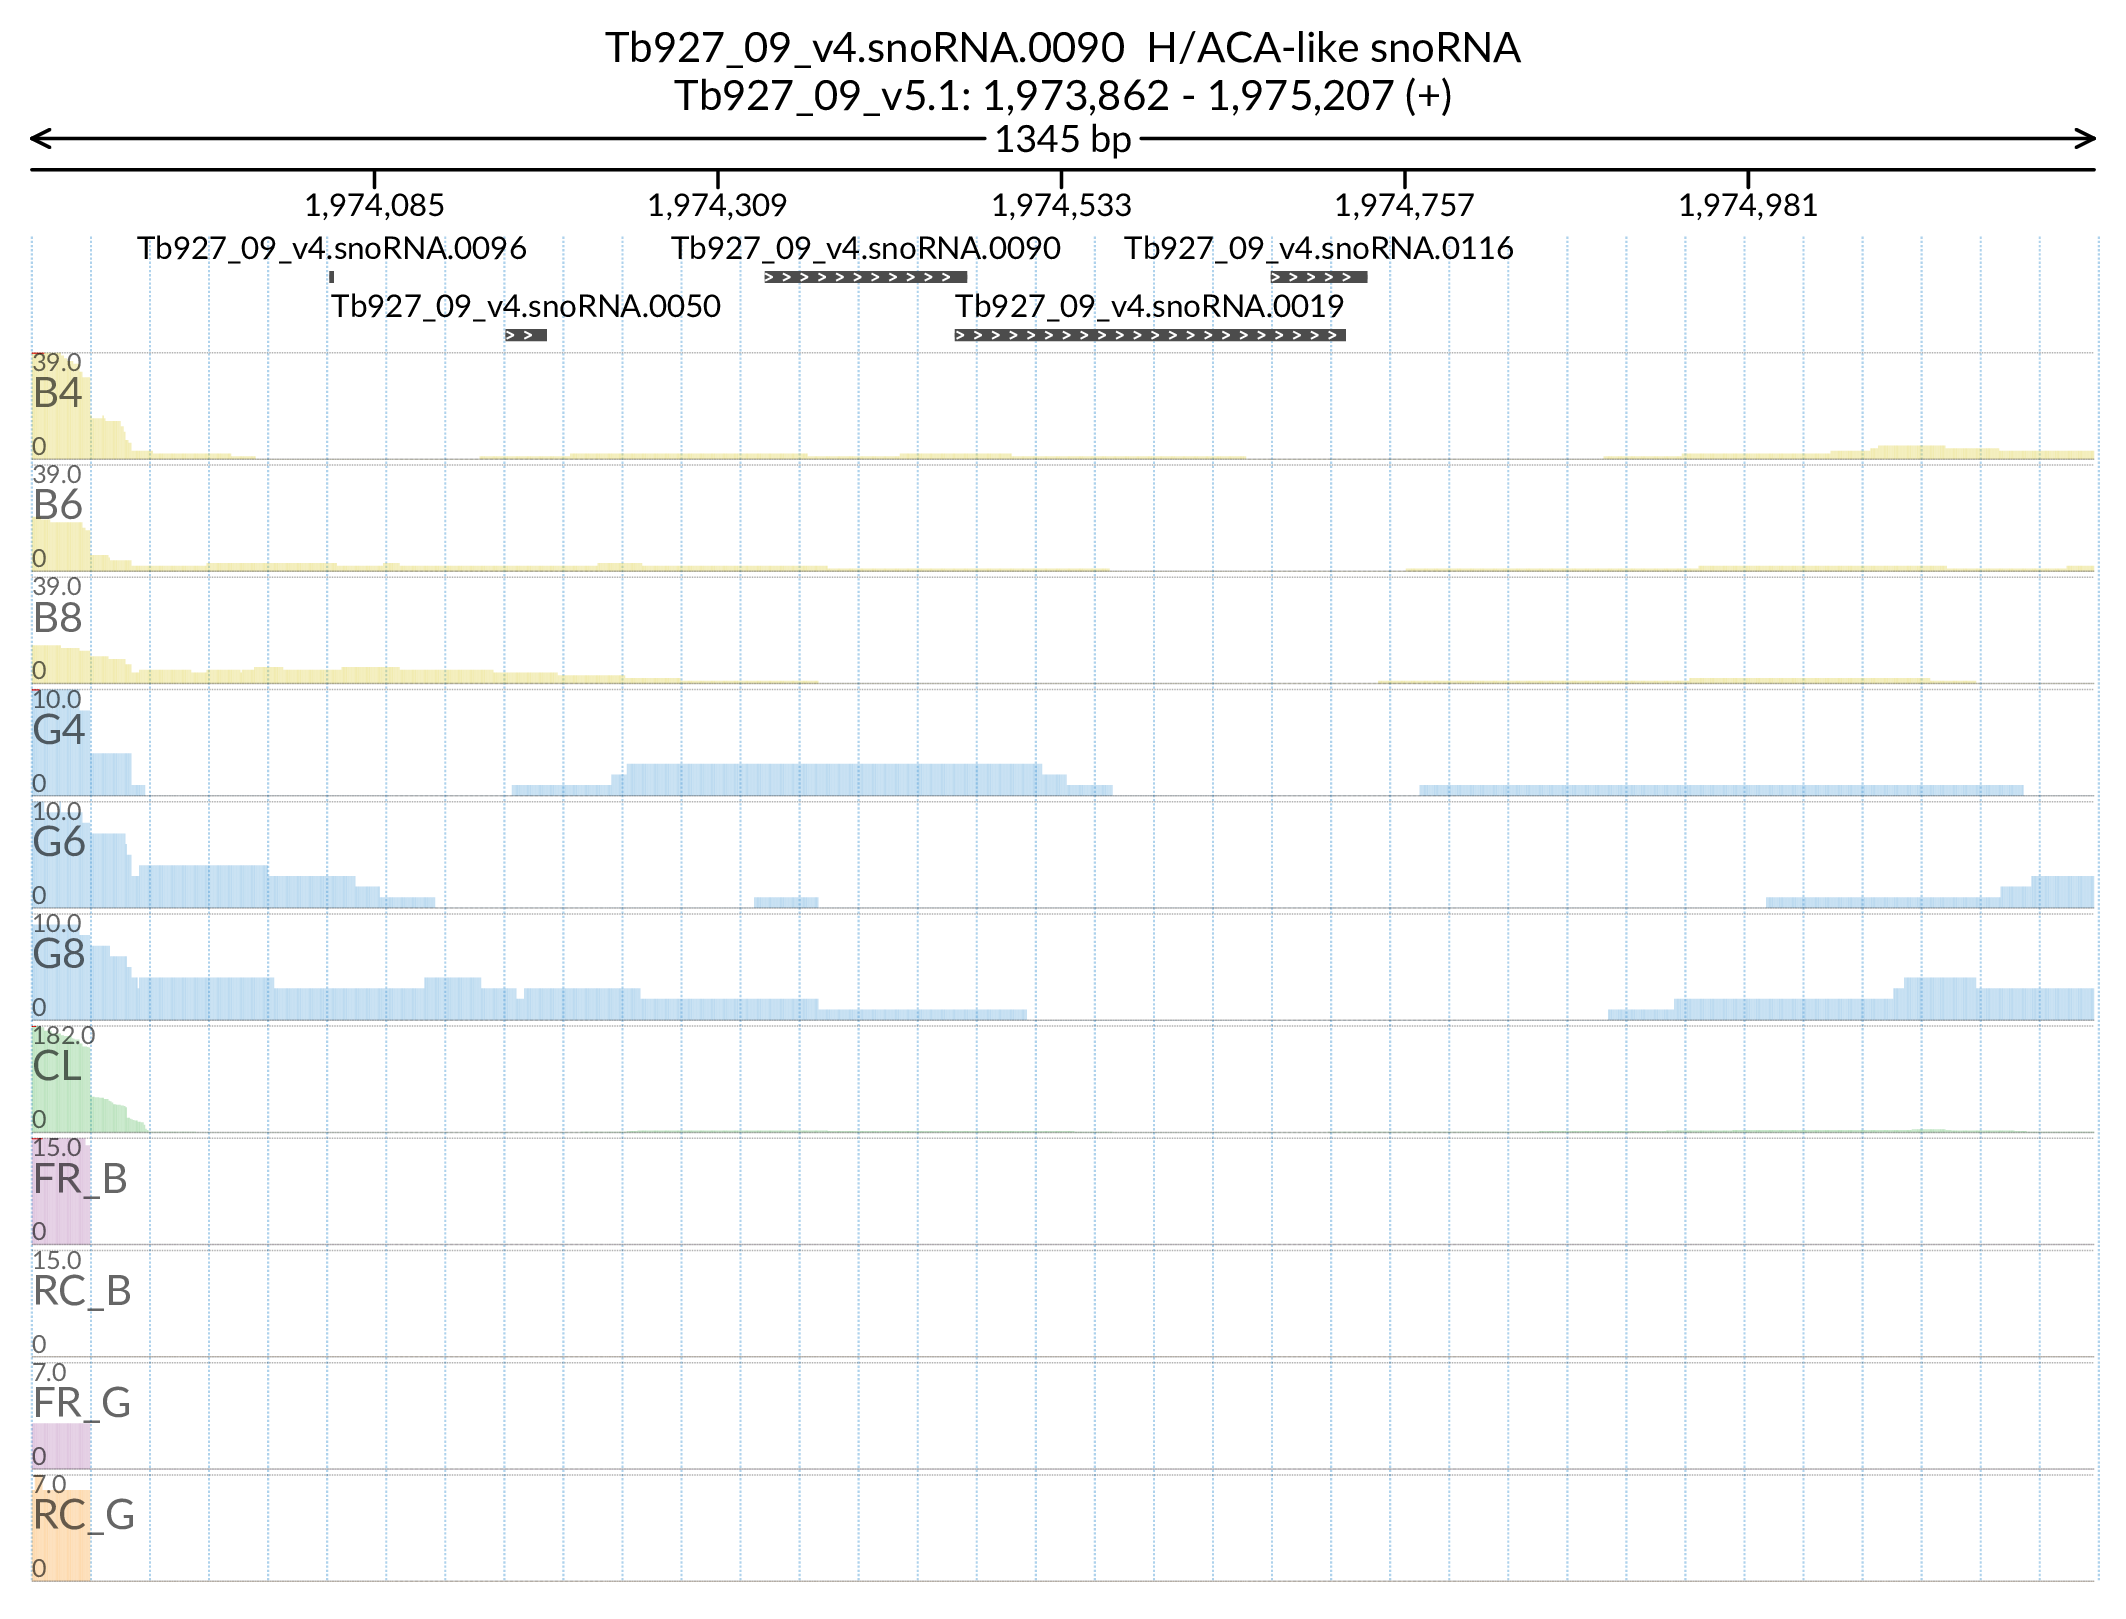 Tb927_09_v4.snoRNA.0090  H/ACA-like snoRNA
Tb927_09_v5.1: 1,973,862 - 1,975,207 (+)
1345 bp
1,974,085 1,974,309 1,974,533 1,974,757 1,974,981
Tb927_09_v4.snoRNA.0096 Tb927_09_v4.snoRNA.0090 Tb927_09_v4.snoRNA.0116
Tb927_09_v4.snoRNA.0050 Tb927_09_v4.snoRNA.0019
39.0
B4
0
39.0
B6
0
39.0
B8
0
10.0
G4
0
10.0
G6
0
10.0
G8
0
182.0
CL
0
15.0
FR_B
0
15.0
RC_B
0
7.0
FR_G
0
7.0
RC_G
0